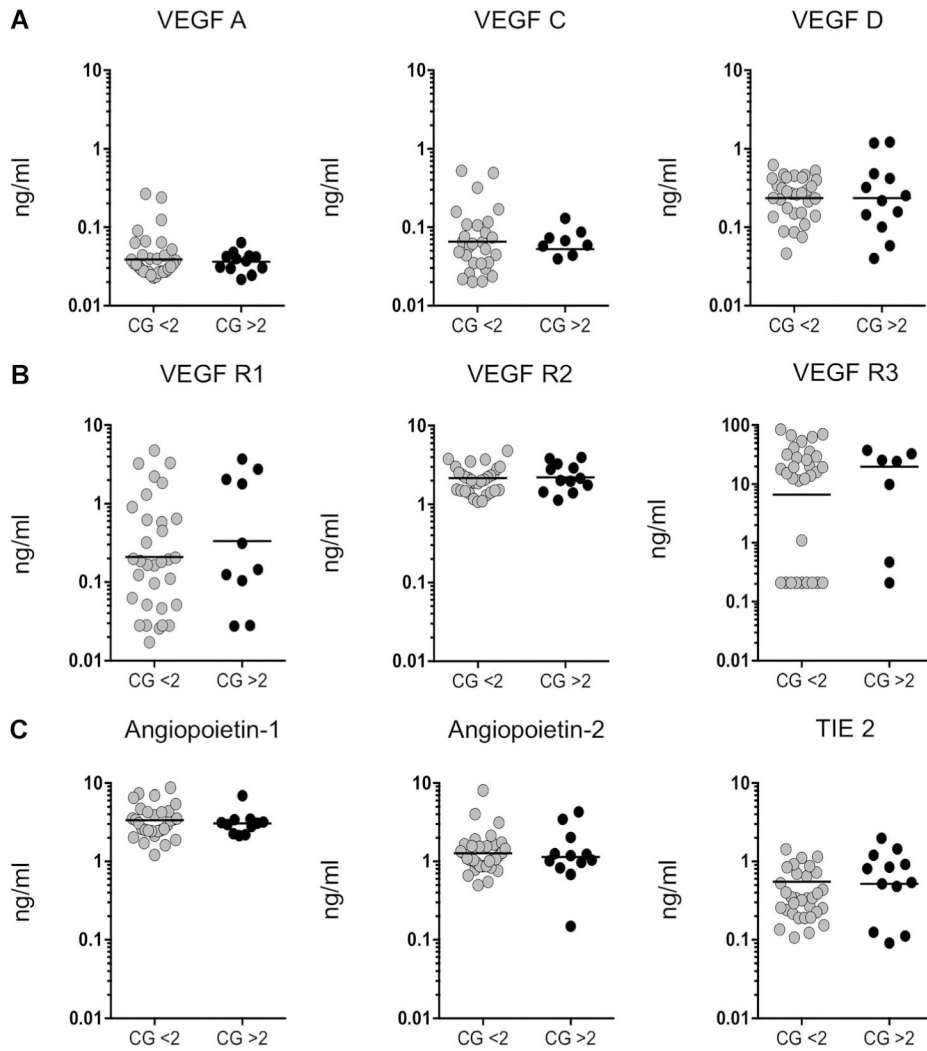 A
VEGF A
VEGF C
VEGF D
10
1
0.1
0.01
ng/ml
CG <2
CG >2
10
1
0.1
0.01
ng/ml
CG <2
CG >2
10
1
0.1
0.01
ng/ml
CG <2
CG >2
B
VEGF R1
VEGF R2
VEGF R3
10
1
0.1
0.01
ng/ml
CG <2
CG >2
10
1
0.1
0.01
ng/ml
CG <2
CG >2
100
10
1
0.1
0.01
ng/ml
CG <2
CG >2
C
Angiopoietin-1
Angiopoietin-2
TIE 2
10
1
0.1
0.01
ng/ml
CG <2
CG >2
10
1
0.1
0.01
ng/ml
CG <2
CG >2
10
1
0.1
0.01
ng/ml
CG <2
CG >2